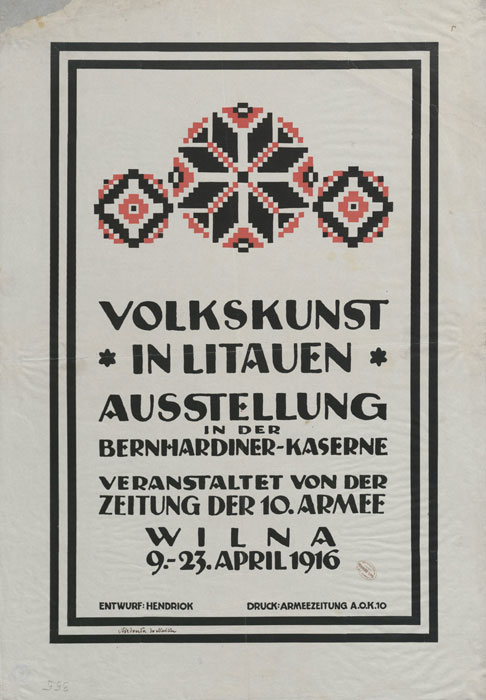 VOLKSKUNST
* IN LITAUEN *
AUSSTELLUNG
IN DER
BERNHARDINER-KASERNE
VERANSTALTET VON DER
ZEITUNG DER 10. ARMEE
WILNA
9.-23. APRIL 1916
ENTWURF: HENDRIOK DRUCK: ARMEEZEITUNG A.O.K.10